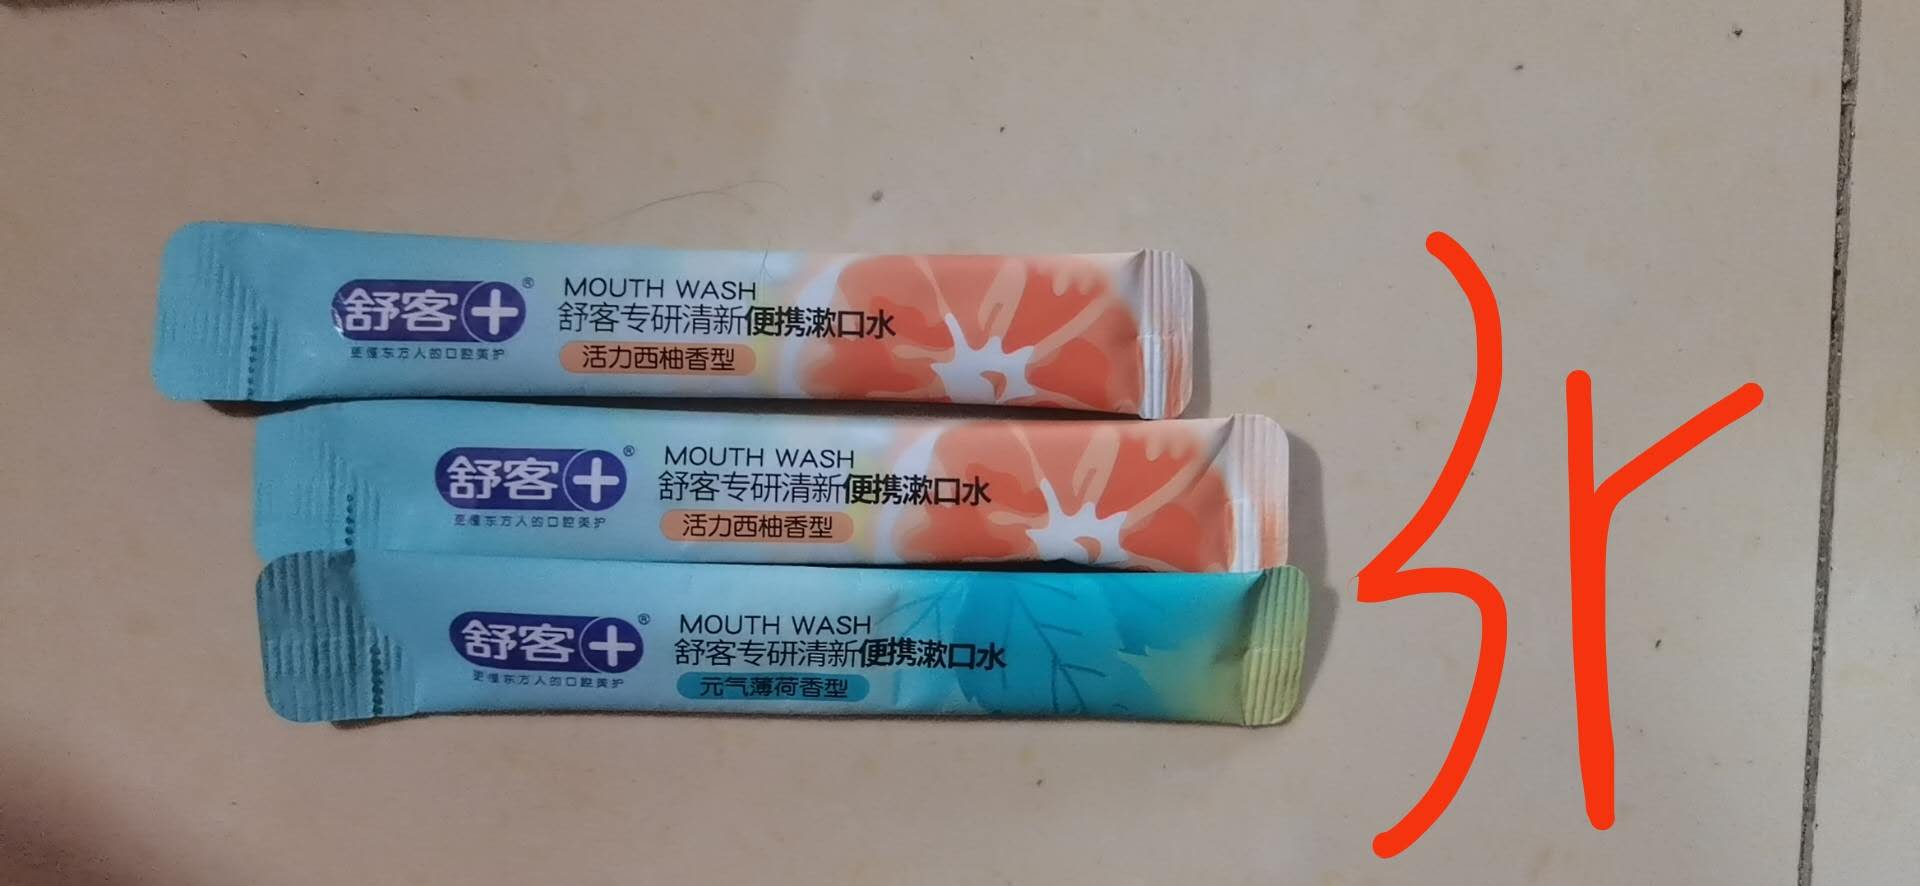 舒客+®
更懂东方人的口腔美护
MOUTH WASH
舒客专研清新便携漱口水
活力西柚香型
舒客+®
更懂东方人的口腔美护
MOUTH WASH
舒客专研清新便携漱口水
活力西柚香型
舒客+®
更懂东方人的口腔美护
MOUTH WASH
舒客专研清新便携漱口水
元气薄荷香型
3r